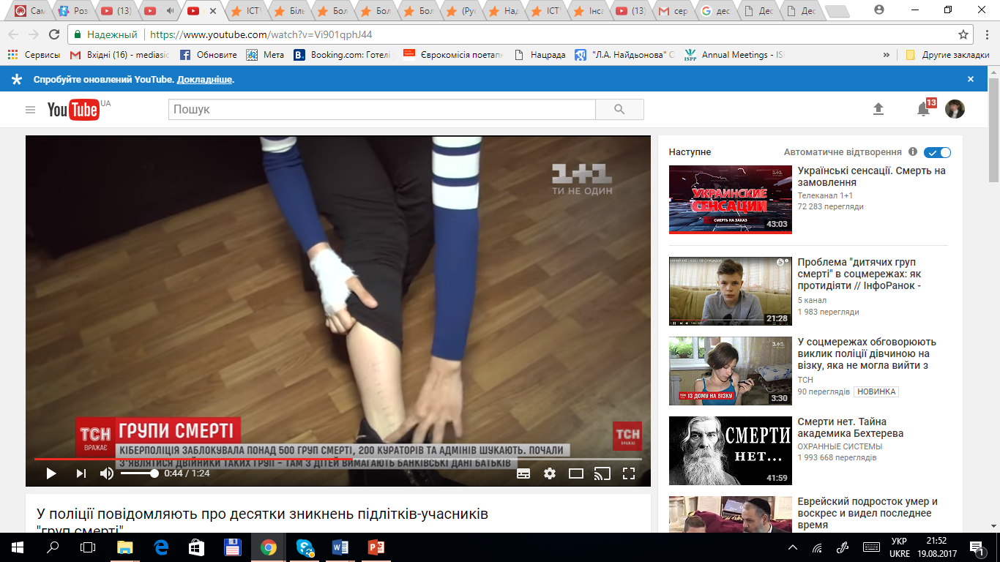 Сам
Роз
(13)
ІСТ
Біль
Бол
Бол
Бол
(Рус
Над
ІСТ
Інса
(13)
сер
дес
Дес
Дес
Надежный
https://www.youtube.com/watch?v=Vi901qphJ44
Сервисы
Вхідні (16) - mediasic
Обновите
Мета
Booking.com: Готелі
Єврокомісія поетапн
Нацрада
"Л.А. Найдьонова" С
Annual Meetings - IS
»
Другие закладки
Спробуйте оновлений YouTube. Докладніше.
YouTube UA
Пошук
13
1+1
ТИ НЕ ОДИН
ТСН
ВРАЖАЄ
ГРУПИ СМЕРТІ
КІБЕРПОЛІЦІЯ ЗАБЛОКУВАЛА ПОНАД 500 ГРУП СМЕРТІ, 200 КУРАТОРІВ ТА АДМІНІВ ШУКАЮТЬ. ПОЧАЛИ
З'ЯВЛЯТИСЯ ДВІЙНИКИ ТАКИХ ГРУП – ТАМ З ДІТЕЙ ВИМАГАЮТЬ БАНКІВСЬКІ ДАНІ БАТЬКІВ
ТСН
ВРАЖАЄ
0:44 / 1:24
У поліції повідомляють про десятки зникнень підлітків-учасників
"груп смерті"
Наступне
Автоматичне відтворення
УКРАИНСКИЕ
СЕНСАЦИИ
СМЕРТЬ НА ЗАКАЗ
43:03
Українські сенсації. Смерть на
замовлення
Телеканал 1+1
72 283 перегляди
21:28
Проблема "дитячих груп
смерті" в соцмережах: як
протидіяти // ІнфоРанок -
5 канал
1 983 перегляди
ТСН
ІЗ ДОМУ НА ВІЗКУ
3:30
У соцмережах обговорюють
виклик поліції дівчиною на
візку, яка не могла вийти з
ТСН
90 переглядів
НОВИНКА
СМЕРТИ
НЕТ...
41:59
Смерти нет. Тайна
академика Бехтерева
ОХРАННЫЕ СИСТЕМЫ
1 993 668 перегляди
Еврейский подросток умер и
воскрес и видел последнее
время
УКР
UKRE
21:52
19.08.2017
1